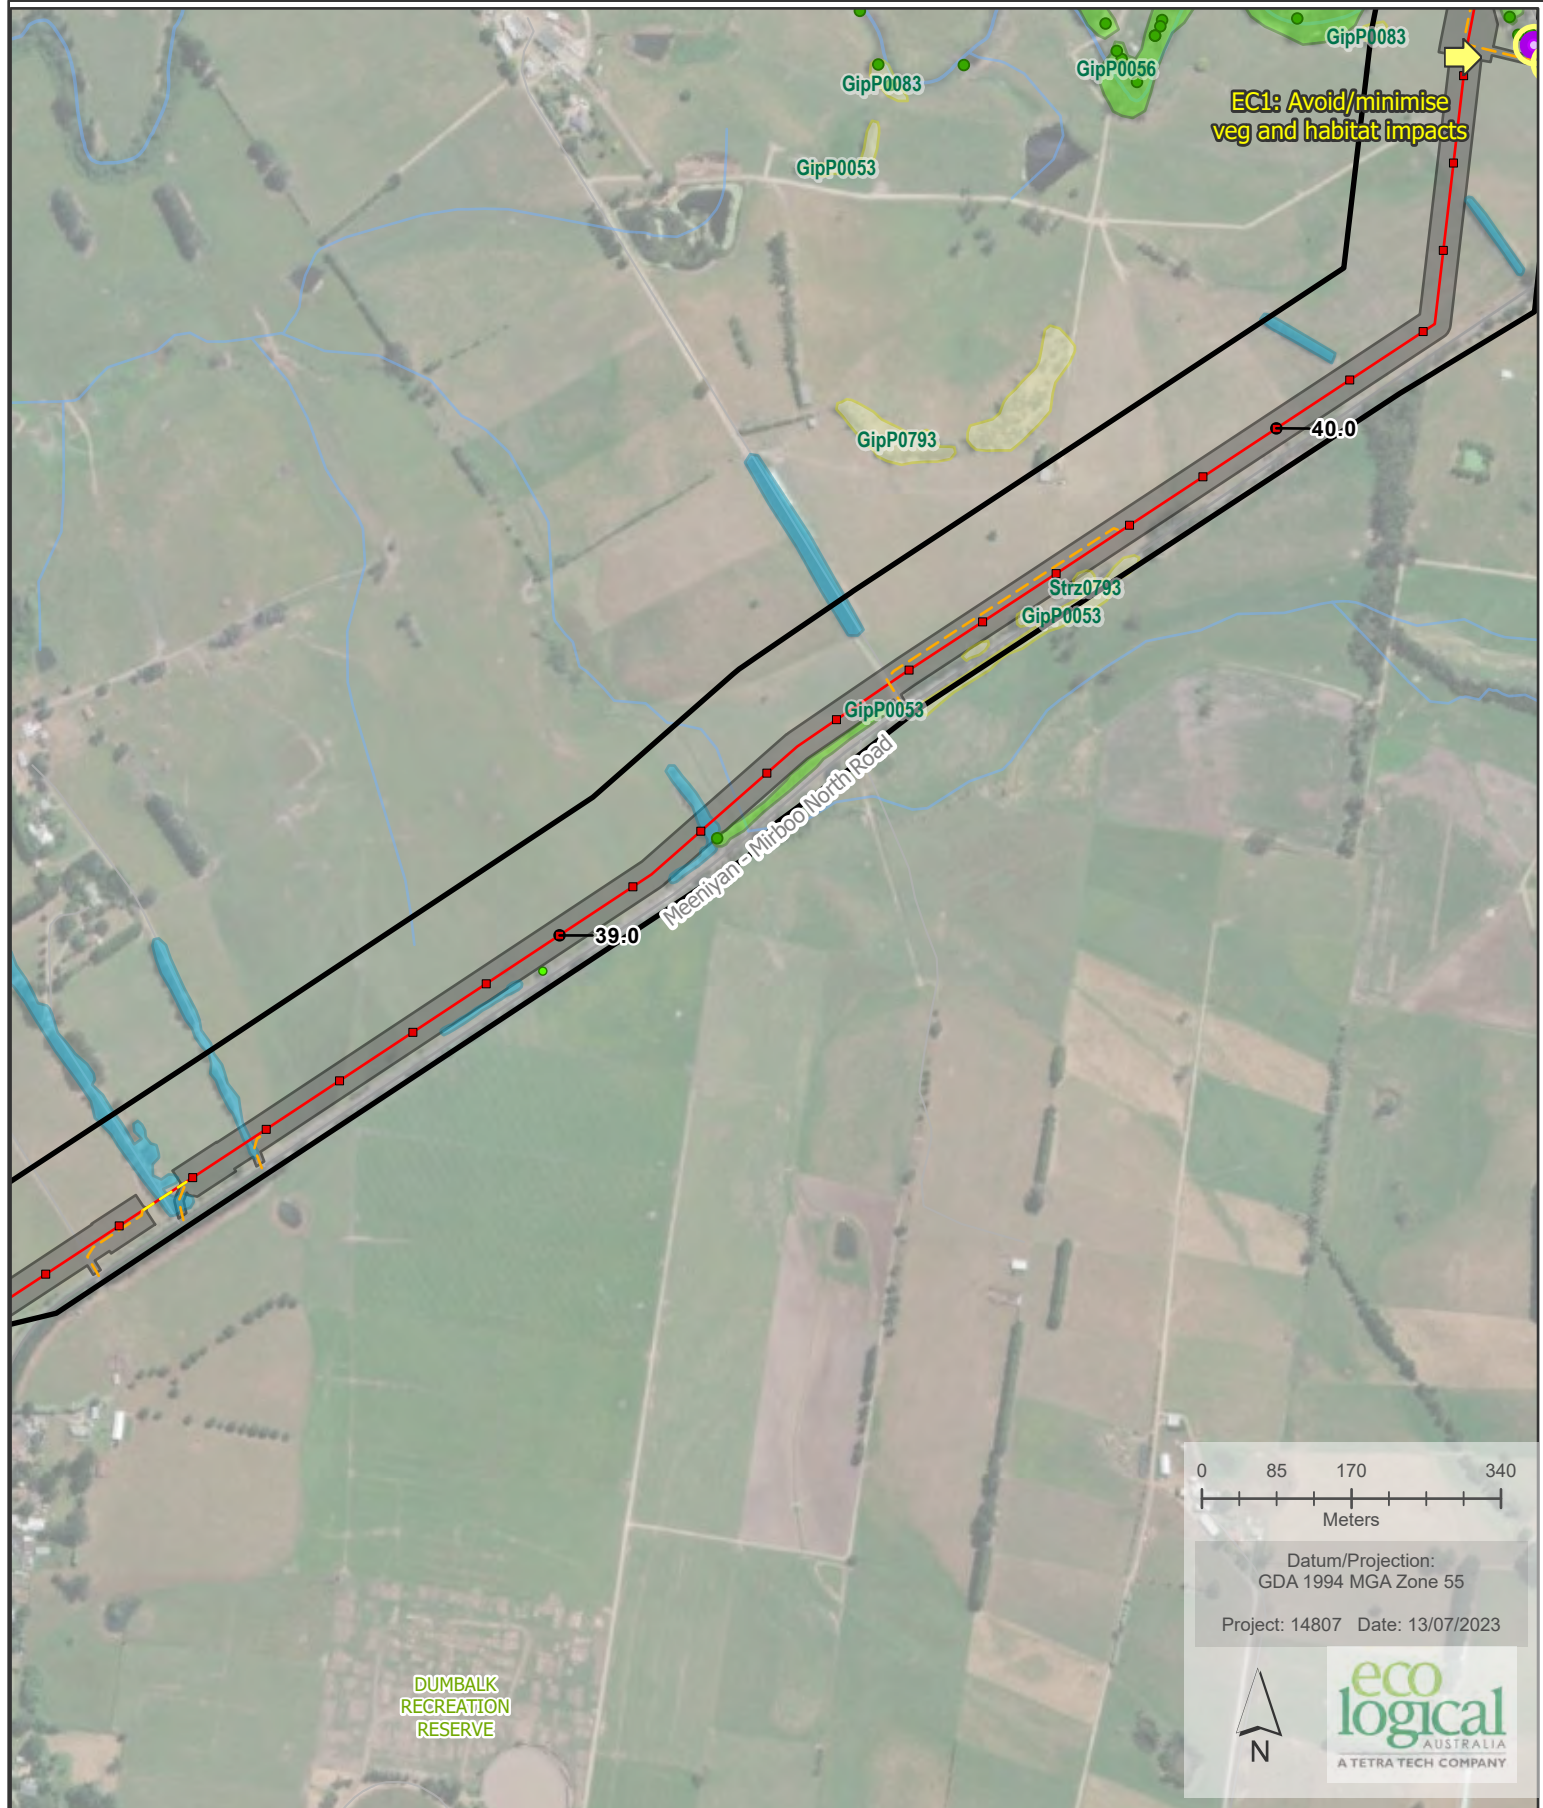 GipP0083
GipP0083
GipP0056
EC1: Avoid/minimise
veg and habitat impacts
GipP0053
GipP0793
40.0
Strz0793
GipP0053
GipP0053
Meeniyan - Mirboo North Road
39.0
0 85 170 340
Meters
Datum/Projection:
GDA 1994 MGA Zone 55
Project: 14807 Date: 13/07/2023
DUMBALK
RECREATION
RESERVE
N
eco
logical
AUSTRALIA
A TETRA TECH COMPANY